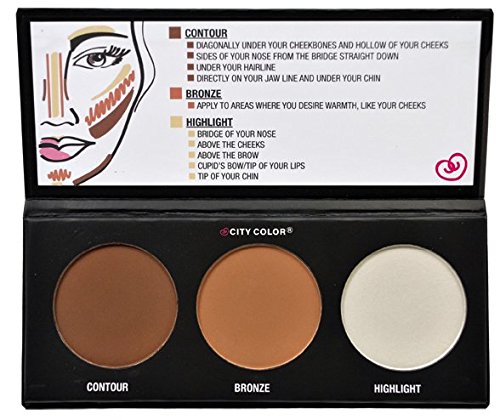 CONTOUR
DIAGONALLY UNDER YOUR CHEEKBONES AND HOLLOW OF YOUR CHEEKS
SIDES OF YOUR NOSE FROM THE BRIDGE STRAIGHT DOWN
UNDER YOUR HAIRLINE
DIRECTLY ON YOUR JAW LINE AND UNDER YOUR CHIN
BRONZE
APPLY TO AREAS WHERE YOU DESIRE WARMTH, LIKE YOUR CHEEKS
HIGHLIGHT
BRIDGE OF YOUR NOSE
ABOVE THE CHEEKS
ABOVE THE BROW
CUPID'S BOW/TIP OF YOUR LIPS
TIP OF YOUR CHIN
CITY COLOR®
CONTOUR
BRONZE
HIGHLIGHT